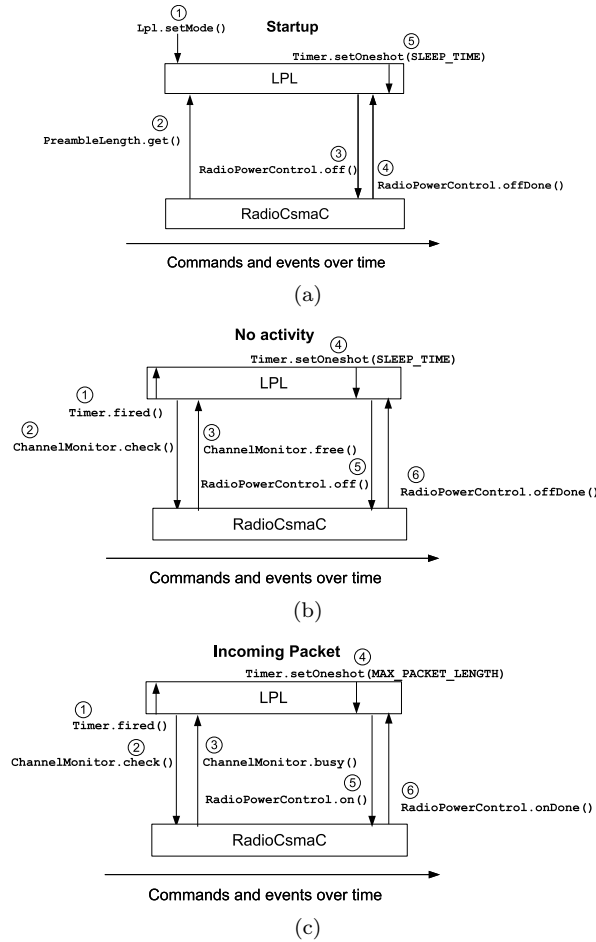 ①
Lpl.setMode()
Startup
⑤
Timer.setOneshot(SLEEP_TIME)
LPL
②
PreambleLength.get()
③
RadioPowerControl.off()
④
RadioPowerControl.offDone()
RadioCsmaC
Commands and events over time
(a)
No activity
④
Timer.setOneshot(SLEEP_TIME)
LPL
①
Timer.fired()
②
ChannelMonitor.check()
③
ChannelMonitor.free()
⑤
RadioPowerControl.off()
⑥
RadioPowerControl.offDone()
RadioCsmaC
Commands and events over time
(b)
Incoming Packet
④
Timer.setOneshot(MAX_PACKET_LENGTH)
LPL
①
Timer.fired()
②
ChannelMonitor.check()
③
ChannelMonitor.busy()
⑤
RadioPowerControl.on()
⑥
RadioPowerControl.onDone()
RadioCsmaC
Commands and events over time
(c)